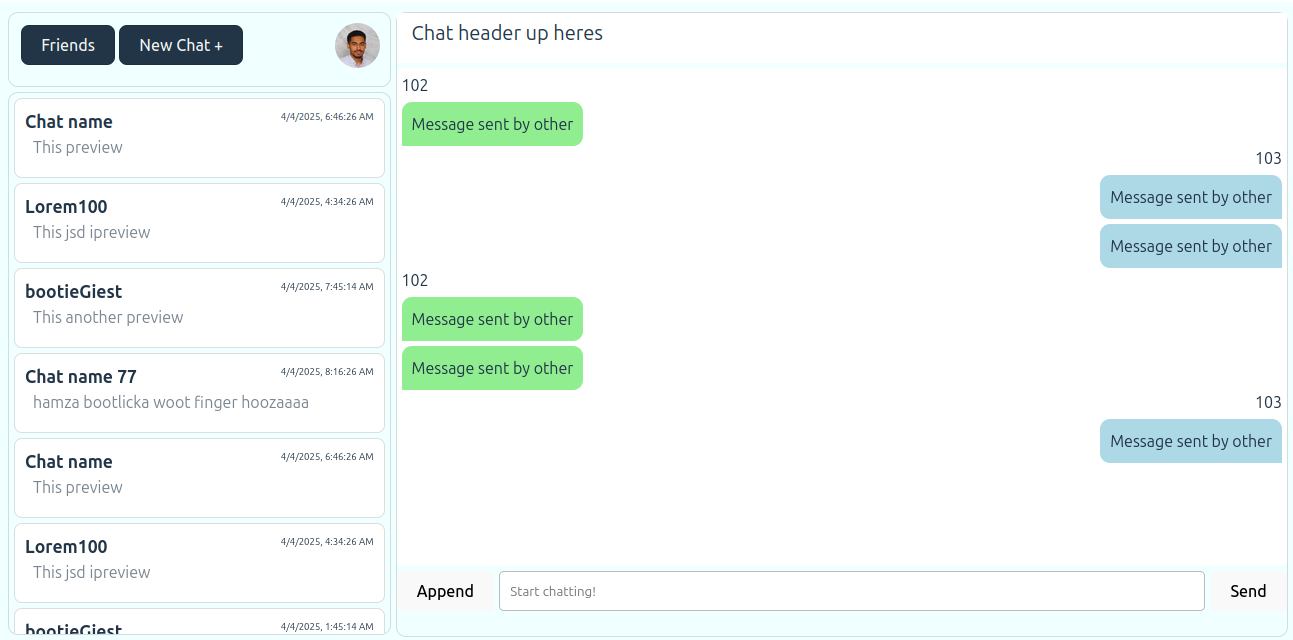 Friends
New Chat +
Chat name
4/4/2025, 6:46:26 AM
This preview
Lorem100
4/4/2025, 4:34:26 AM
This jsd ipreview
bootieGiest
4/4/2025, 7:45:14 AM
This another preview
Chat name 77
4/4/2025, 8:16:26 AM
hamza bootlicka woot finger hoozaaaa
Chat name
4/4/2025, 6:46:26 AM
This preview
Lorem100
4/4/2025, 4:34:26 AM
This jsd ipreview
bootieGiest
4/4/2025, 1:45:14 AM
Chat header up heres
102
Message sent by other
103
Message sent by other
Message sent by other
102
Message sent by other
Message sent by other
103
Message sent by other
Append
Start chatting!
Send